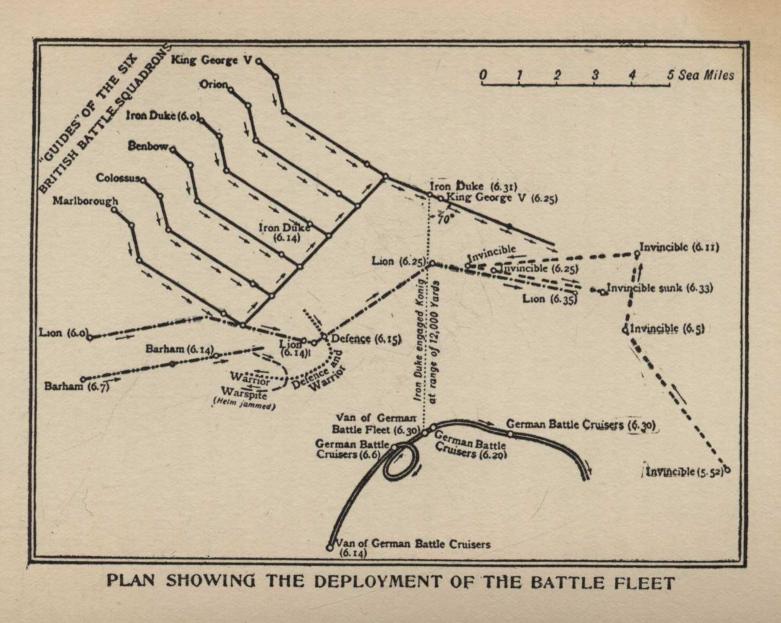 "GUIDES" OF THE SIX
BRITISH BATTLE SQUADRONS
King George V
Orion
Iron Duke (6.0)
Benbow
Colossus
Marlborough
0 1 2 3 4 5 Sea Miles
Iron Duke (6.31)
King George V (6.25)
70°
Iron Duke
(6.14)
Lion (6.25)
Invincible
Invincible (6.25)
Invincible (6.11)
Invincible sunk (6.33)
Lion (6.35)
Invincible (6.5)
Invincible (5.52)
Lion (6.0)
Lion
(6.14)
Defence (6.15)
Barham (6.14)
Barham (6.7)
Defence and
Warrior
Warrior
Warspite
(Helm jammed)
Iron Duke engaged Konig
at range of 12,000 Yards
Van of German
Battle Fleet (6.30)
German Battle
Cruisers (6.6)
German Battle
Cruisers (6.20)
German Battle Cruisers (6.30)
Van of German Battle Cruisers
(6.14)
PLAN SHOWING THE DEPLOYMENT OF THE BATTLE FLEET